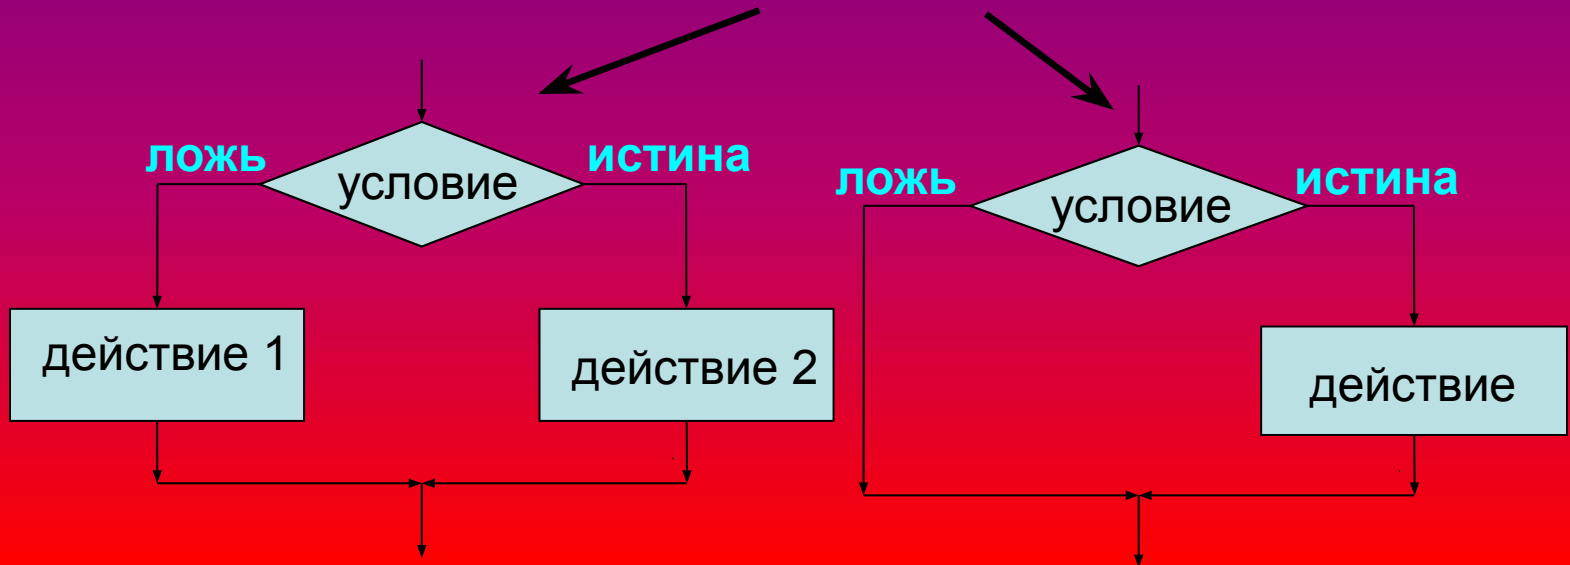 ложь
истина
условие
действие 1
действие 2
ложь
истина
условие
действие